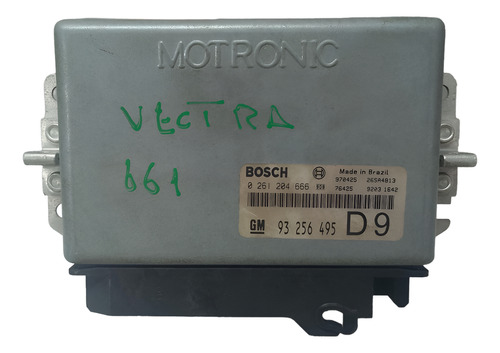 MOTRONIC
VECTRA
661
BOSCH Made in Brazil
0 261 204 666 970425 26SA4813
76425 9203 1642
GM 93 256 495 D9